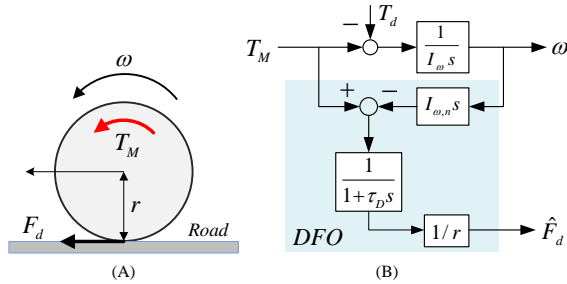 ω
T_M
r
F_d
Road
(A)
− T_d
T_M
1
I_ω s
ω
+ −
I_{ω,n} s
1
1+τ_D s
DFO
1/r
F̂_d
(B)